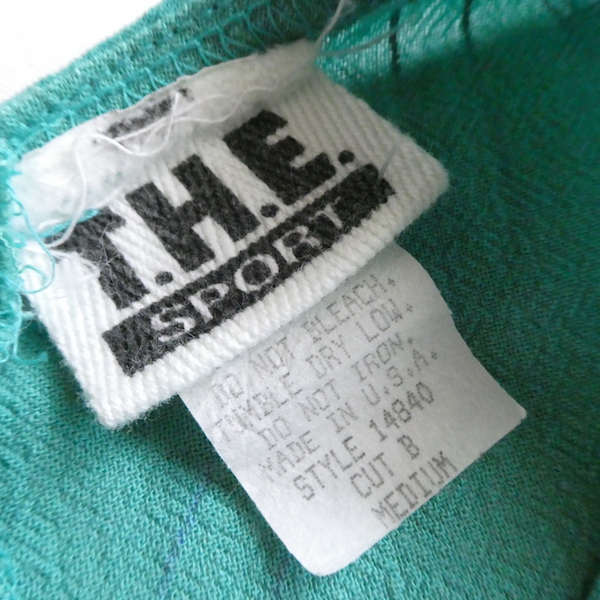 T.H.E.
SPORT
DO NOT BLEACH.
TUMBLE DRY LOW.
DO NOT IRON.
MADE IN U.S.A.
STYLE 14840
CUT B
MEDIUM